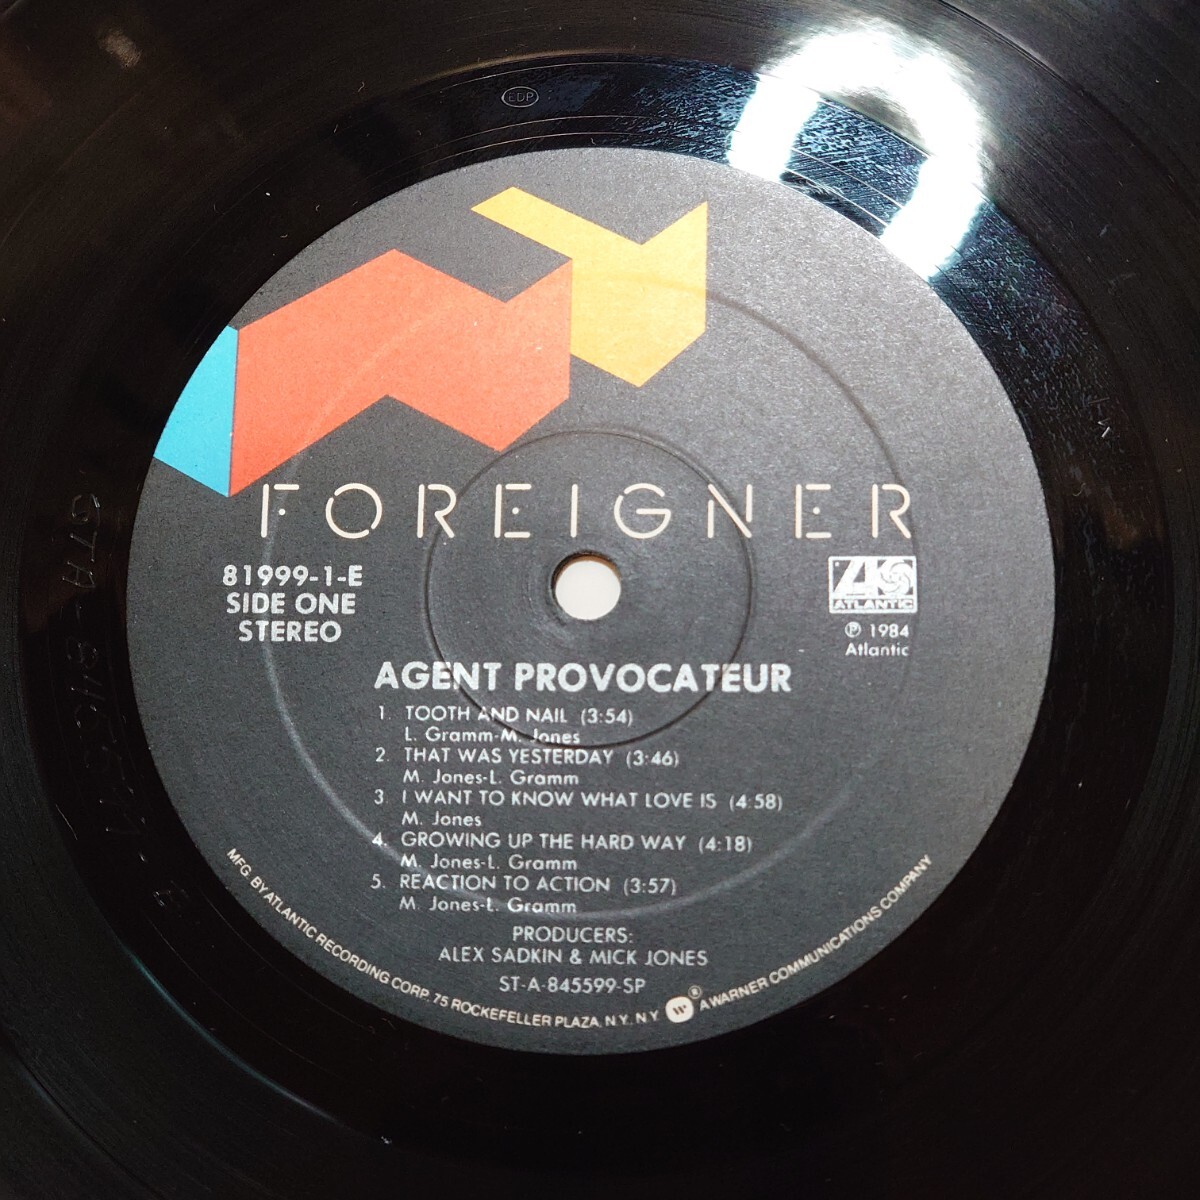 EDP
FOREIGNER
81999-1-E
SIDE ONE
STEREO
ATLANTIC
℗ 1984
Atlantic
AGENT PROVOCATEUR
1. TOOTH AND NAIL (3:54)
L. Gramm-M. Jones
2. THAT WAS YESTERDAY (3:46)
M. Jones-L. Gramm
3. I WANT TO KNOW WHAT LOVE IS (4:58)
M. Jones
4. GROWING UP THE HARD WAY (4:18)
M. Jones-L. Gramm
5. REACTION TO ACTION (3:57)
M. Jones-L. Gramm
PRODUCERS:
ALEX SADKIN & MICK JONES
ST-A-845599-SP
MFG. BY ATLANTIC RECORDING CORP. 75 ROCKEFELLER PLAZA, N.Y., N.Y. ® A WARNER COMMUNICATIONS COMPANY